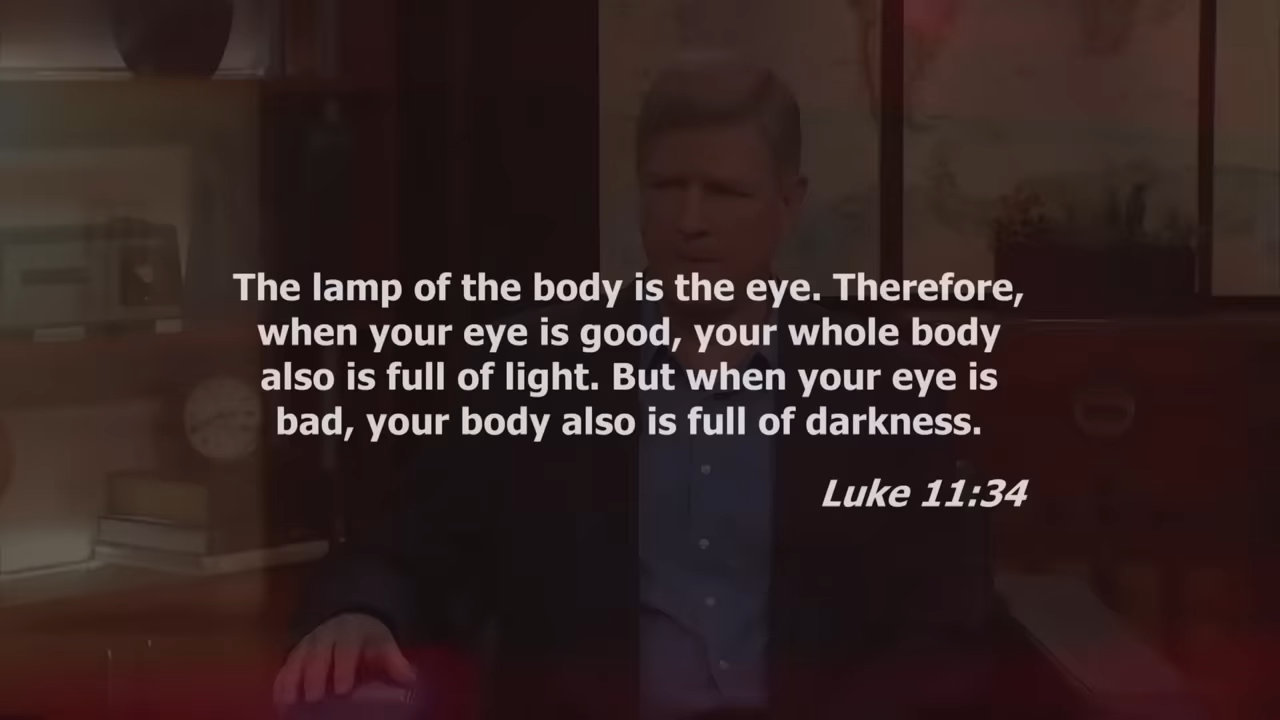 The lamp of the body is the eye. Therefore,
when your eye is good, your whole body
also is full of light. But when your eye is
bad, your body also is full of darkness.
Luke 11:34